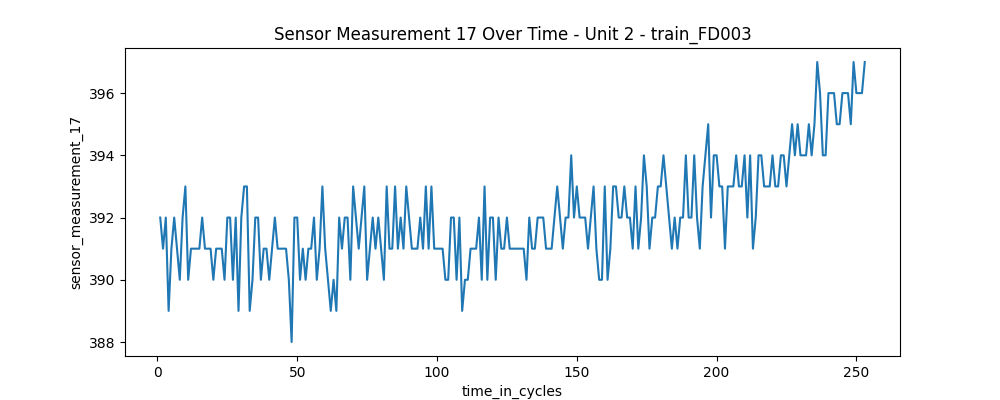 Sensor Measurement 17 Over Time - Unit 2 - train_FD003
sensor_measurement_17
396
394
392
390
388
0 50 100 150 200 250
time_in_cycles